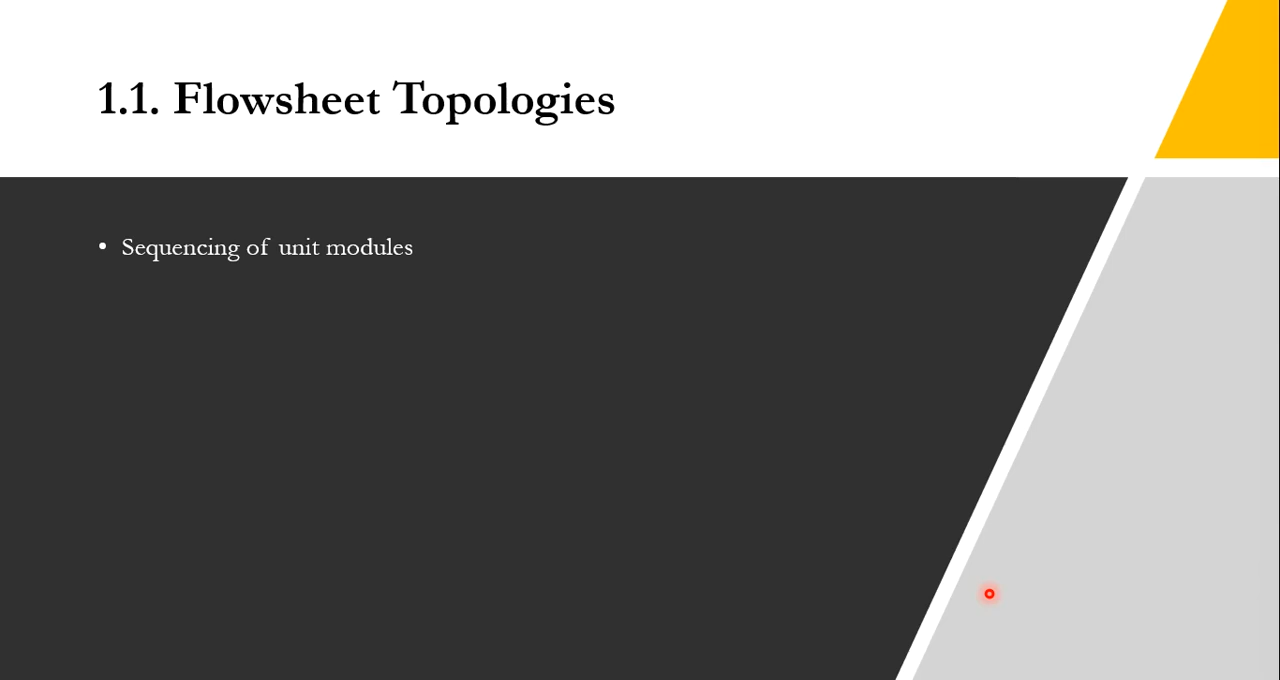 1.1. Flowsheet Topologies
• Sequencing of unit modules